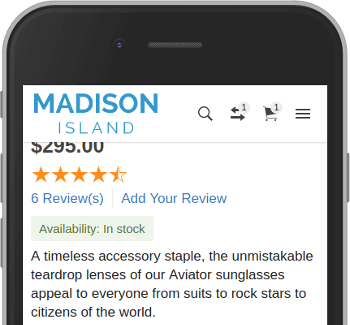 MADISON
ISLAND
1
1
$295.00
6 Review(s) Add Your Review
Availability: In stock
A timeless accessory staple, the unmistakable
teardrop lenses of our Aviator sunglasses
appeal to everyone from suits to rock stars to
citizens of the world.